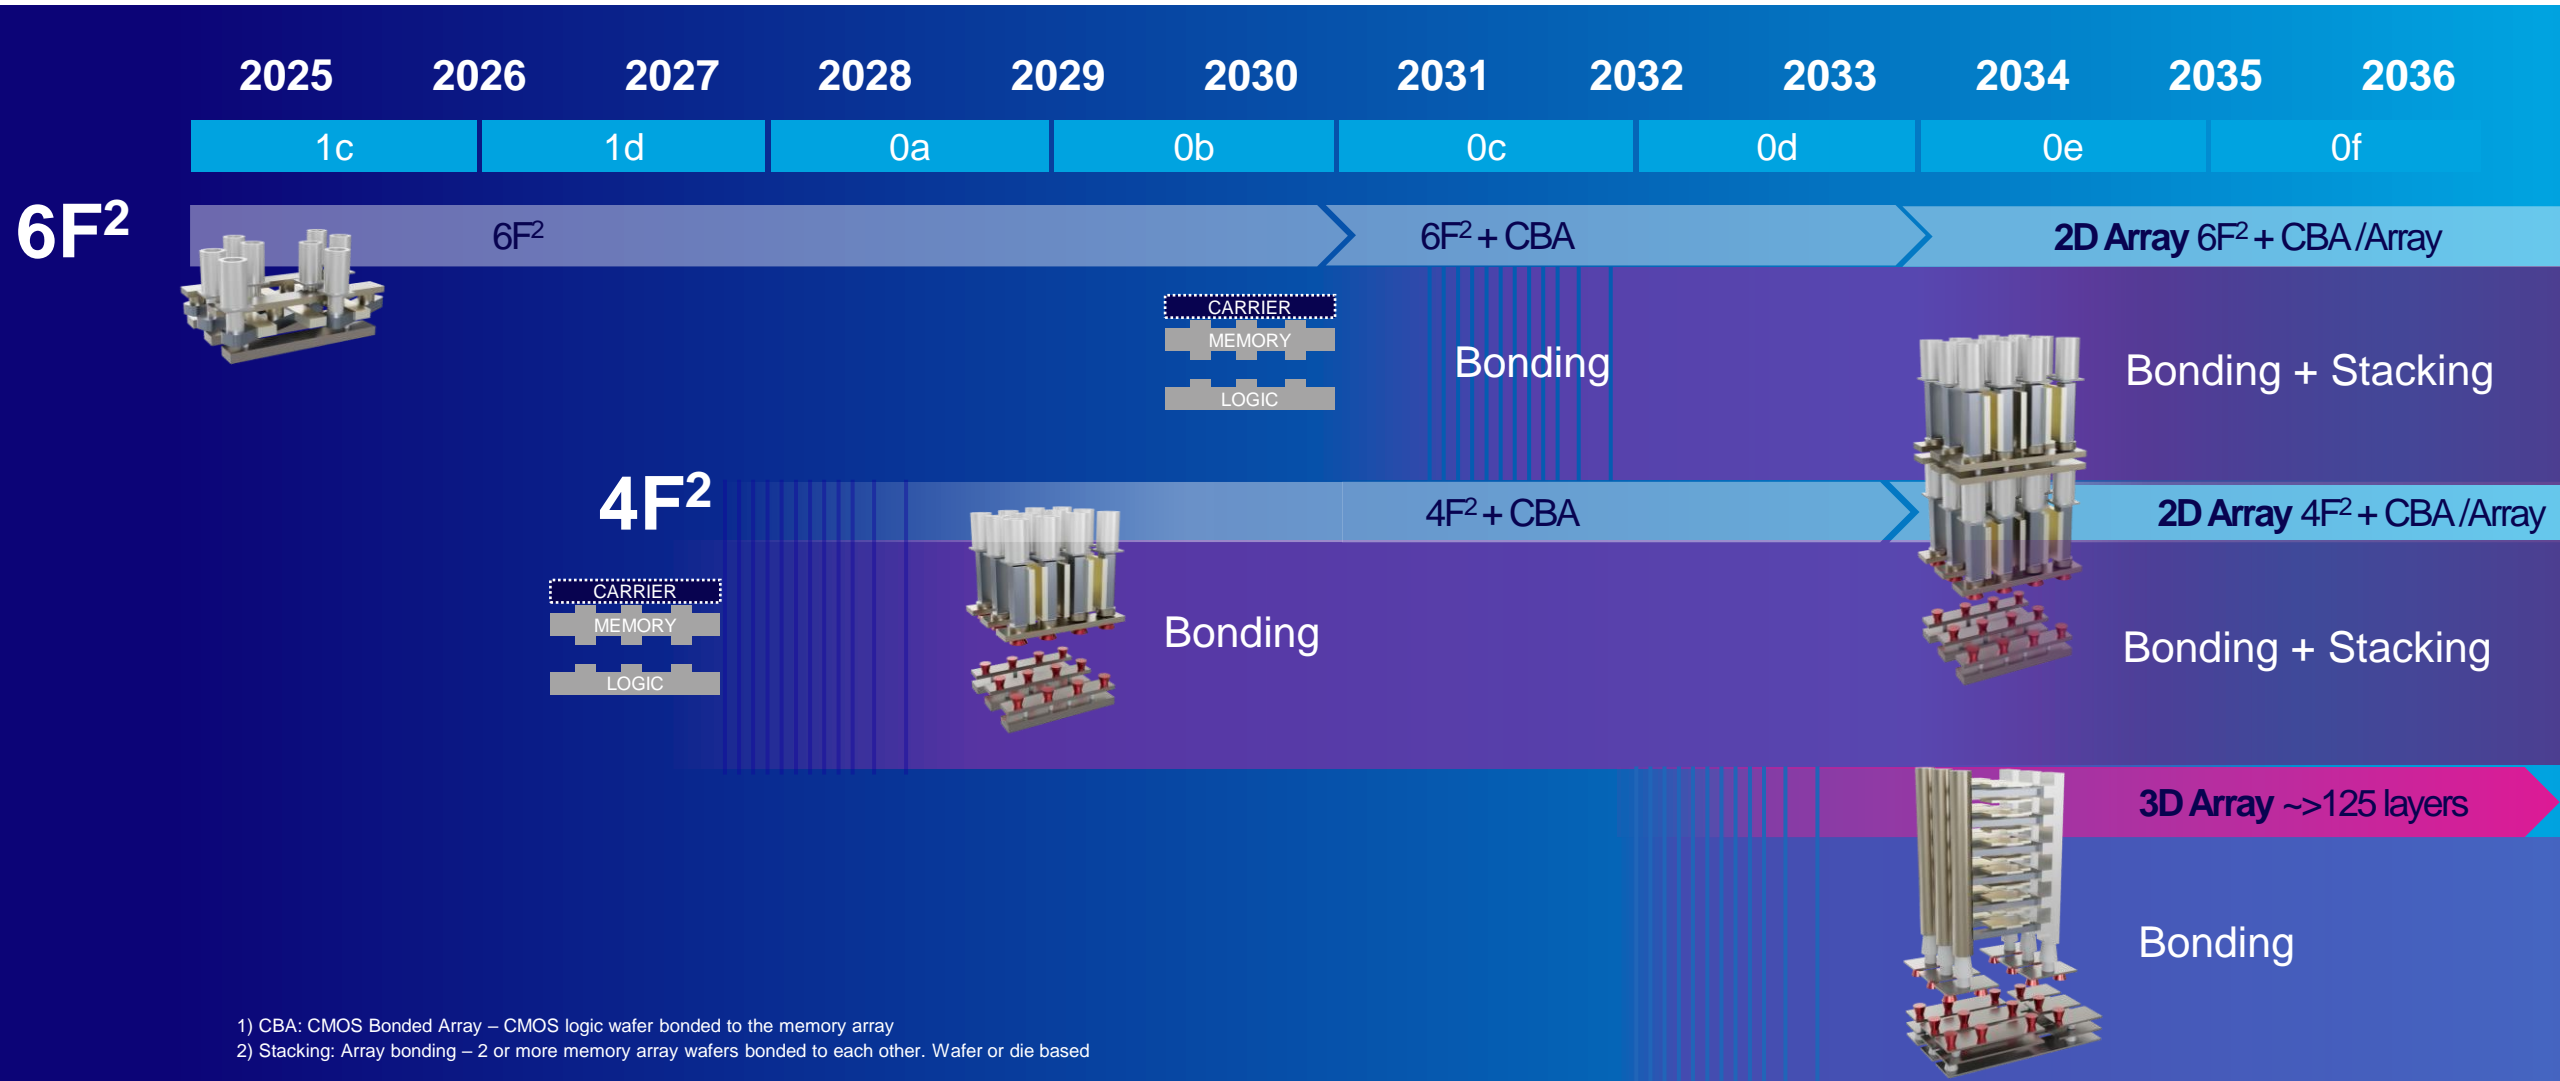 2025 2026 2027 2028 2029 2030 2031 2032 2033 2034 2035 2036
1c 1d 0a 0b 0c 0d 0e 0f
6F²
6F² 6F² + CBA 2D Array 6F² + CBA /Array
CARRIER
MEMORY
LOGIC
Bonding
Bonding + Stacking
4F²
4F² + CBA 2D Array 4F² + CBA /Array
CARRIER
MEMORY
LOGIC
Bonding
Bonding + Stacking
3D Array ~>125 layers
Bonding
1) CBA: CMOS Bonded Array – CMOS logic wafer bonded to the memory array
2) Stacking: Array bonding – 2 or more memory array wafers bonded to each other. Wafer or die based